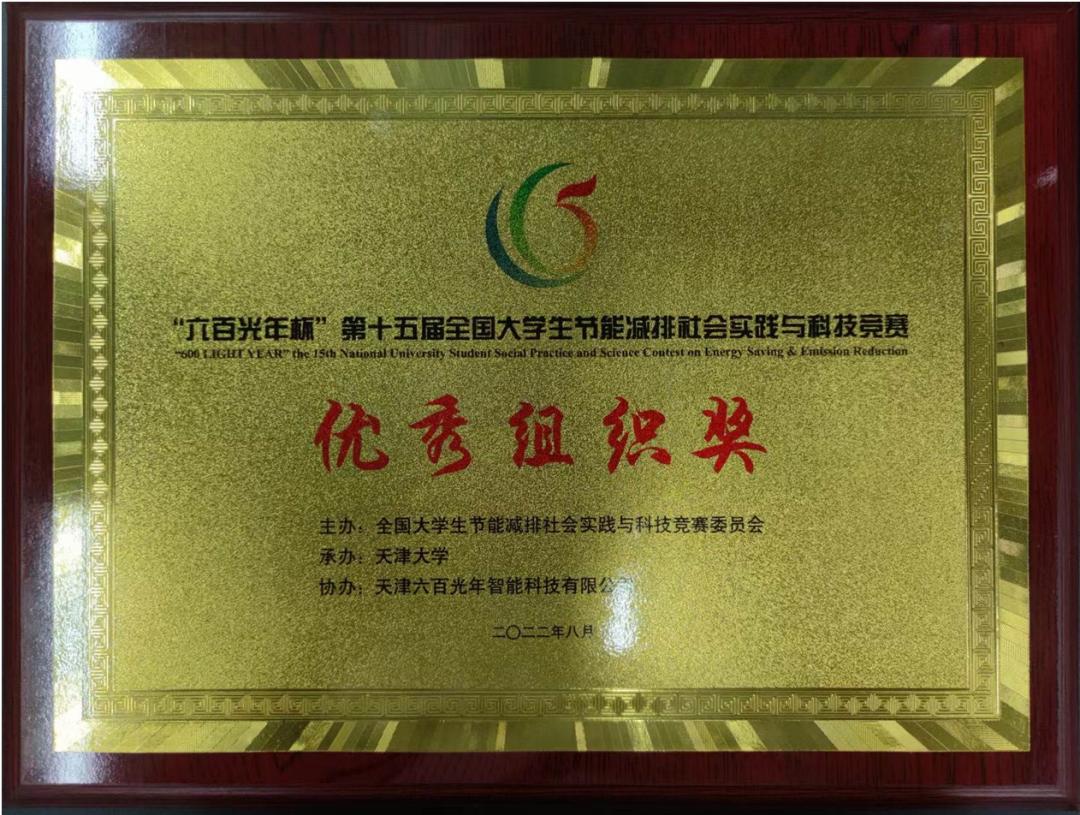 “六百光年杯”第十五届全国大学生节能减排社会实践与科技竞赛
“600 LIGHT YEAR” the 15th National University Student Social Practice and Science Contest on Energy Saving & Emission Reduction
优秀组织奖
主办：全国大学生节能减排社会实践与科技竞赛委员会
承办：天津大学
协办：天津六百光年智能科技有限公司
二〇二二年八月